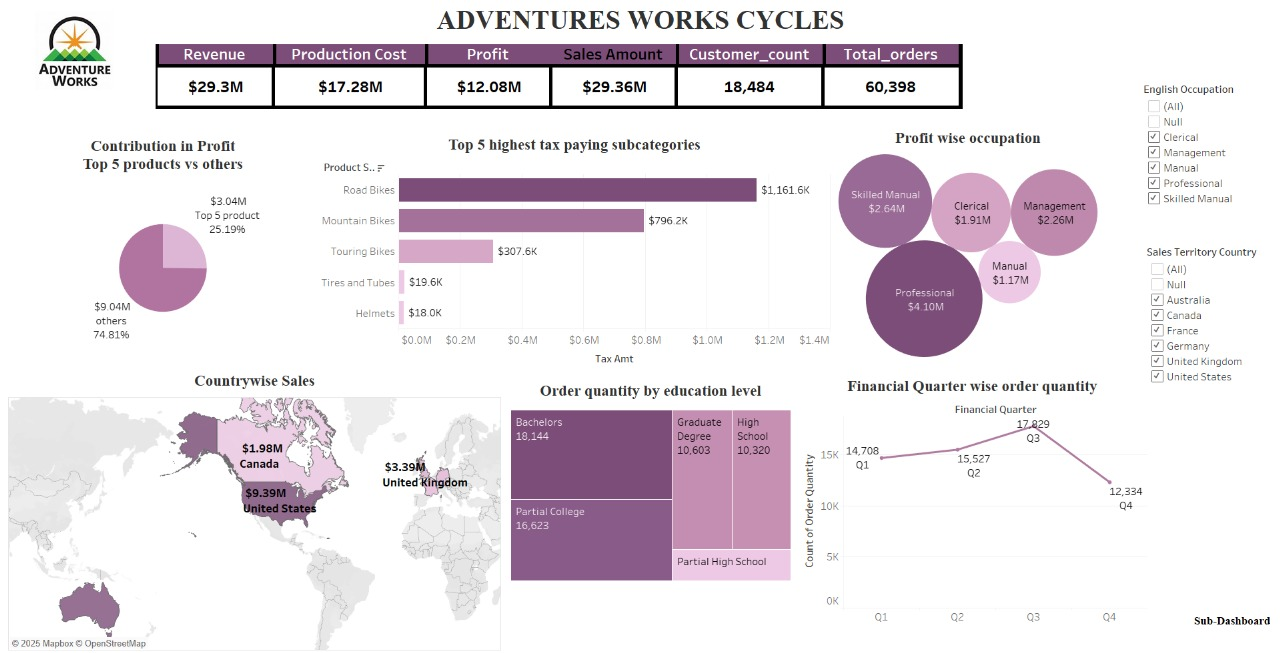 ADVENTURES WORKS CYCLES
ADVENTURE
WORKS
Revenue Production Cost Profit Sales Amount Customer_count Total_orders
$29.3M $17.28M $12.08M $29.36M 18,484 60,398
English Occupation
(All)
Null
Clerical
Management
Manual
Professional
Skilled Manual
Sales Territory Country
(All)
Null
Australia
Canada
France
Germany
United Kingdom
United States
Contribution in Profit
Top 5 products vs others
$3.04M
Top 5 product
25.19%
$9.04M
others
74.81%
Top 5 highest tax paying subcategories
Product S..
Road Bikes $1,161.6K
Mountain Bikes $796.2K
Touring Bikes $307.6K
Tires and Tubes $19.6K
Helmets $18.0K
$0.0M $0.2M $0.4M $0.6M $0.8M $1.0M $1.2M $1.4M
Tax Amt
Profit wise occupation
Skilled Manual
$2.64M
Clerical
$1.91M
Management
$2.26M
Manual
$1.17M
Professional
$4.10M
Countrywise Sales
$1.98M
Canada
$9.39M
United States
$3.39M
United Kingdom
© 2025 Mapbox © OpenStreetMap
Order quantity by education level
Bachelors
18,144
Partial College
16,623
Graduate
Degree
10,603
High
School
10,320
Partial High School
Financial Quarter wise order quantity
Financial Quarter
Count of Order Quantity
15K
10K
5K
0K
14,708
Q1
15,527
Q2
17,829
Q3
12,334
Q4
Q1 Q2 Q3 Q4
Sub-Dashboard